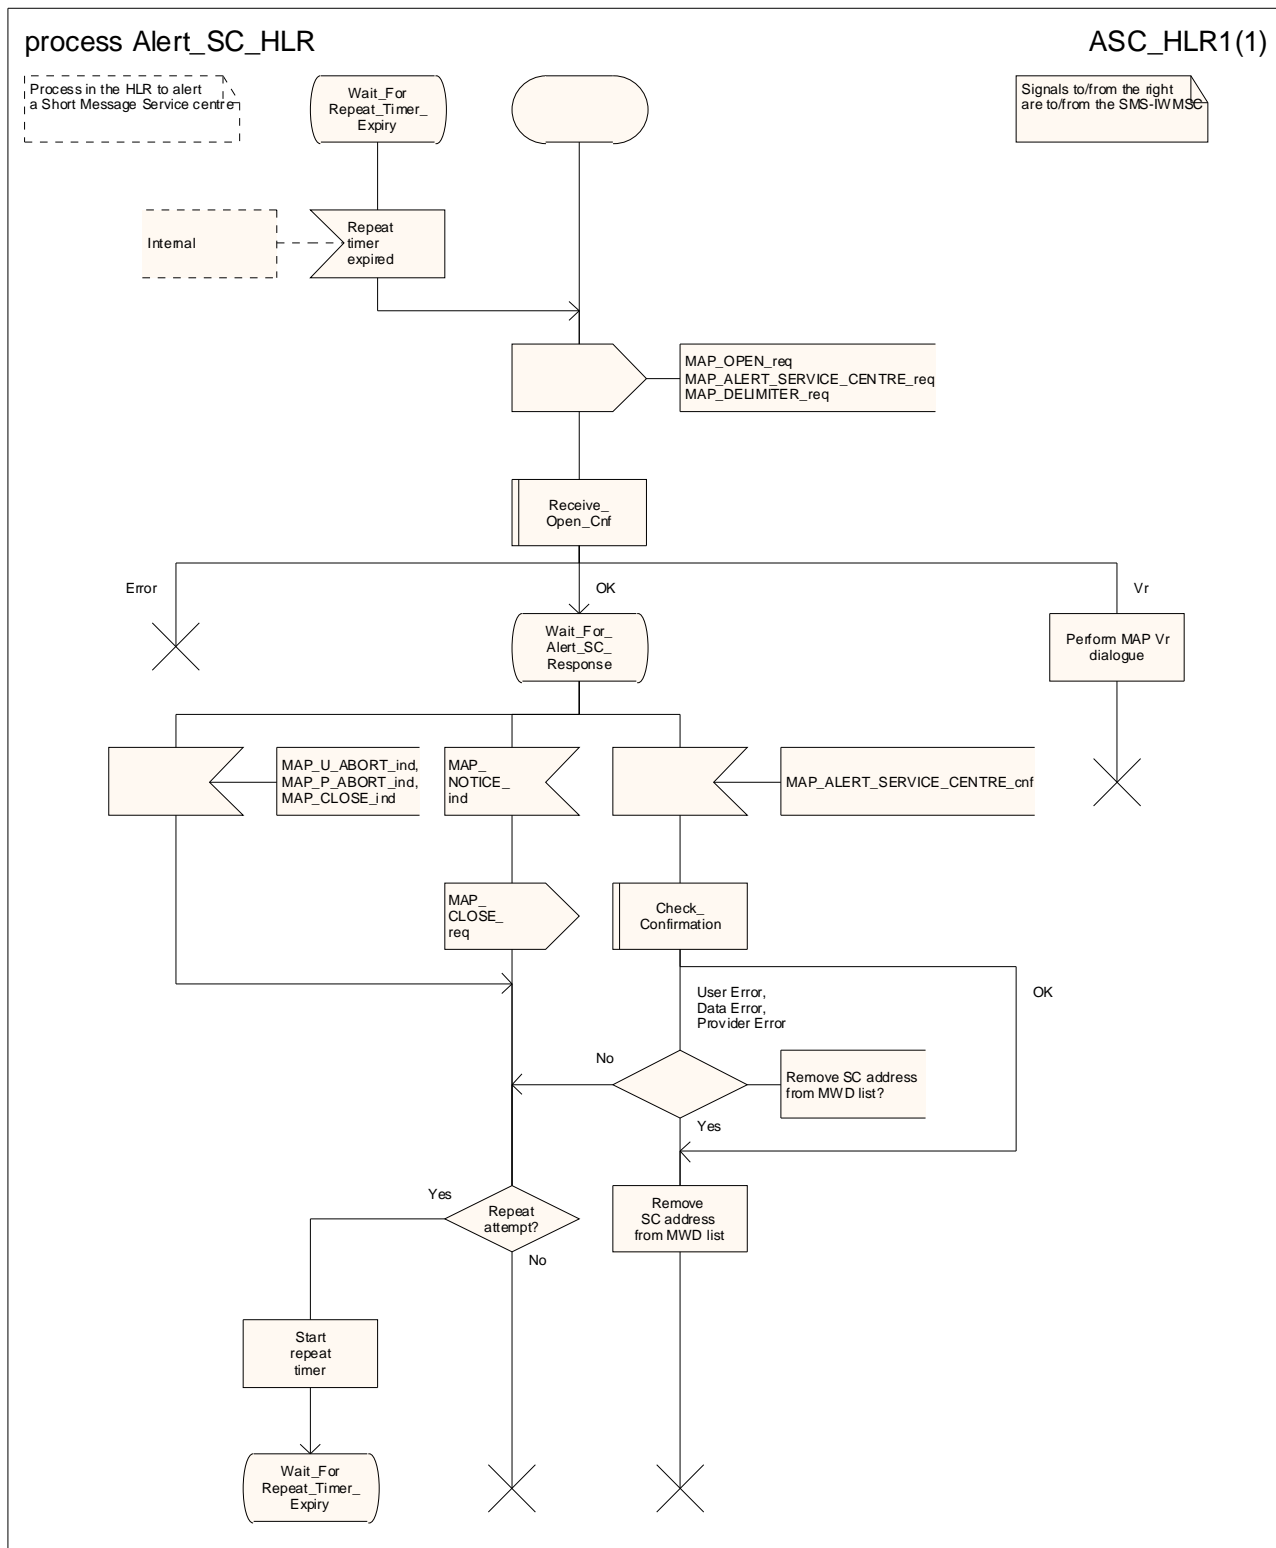 process Alert_SC_HLR
ASC_HLR1(1)
Process in the HLR to alert
a Short Message Service centre
Wait_For
Repeat_Timer_
Expiry
Signals to/from the right
are to/from the SMS-IWMSC
Internal
Repeat
timer
expired
MAP_OPEN_req
MAP_ALERT_SERVICE_CENTRE_req
MAP_DELIMITER_req
Receive_
Open_Cnf
Error
OK
Vr
Wait_For_
Alert_SC_
Response
Perform MAP Vr
dialogue
MAP_U_ABORT_ind,
MAP_P_ABORT_ind,
MAP_CLOSE_ind
MAP_
NOTICE_
ind
MAP_ALERT_SERVICE_CENTRE_cnf
MAP_
CLOSE_
req
Check_
Confirmation
User Error,
Data Error,
Provider Error
OK
No
Remove SC address
from MWD list?
Yes
Yes
Repeat
attempt?
No
Remove
SC address
from MWD list
Start
repeat
timer
Wait_For
Repeat_Timer_
Expiry